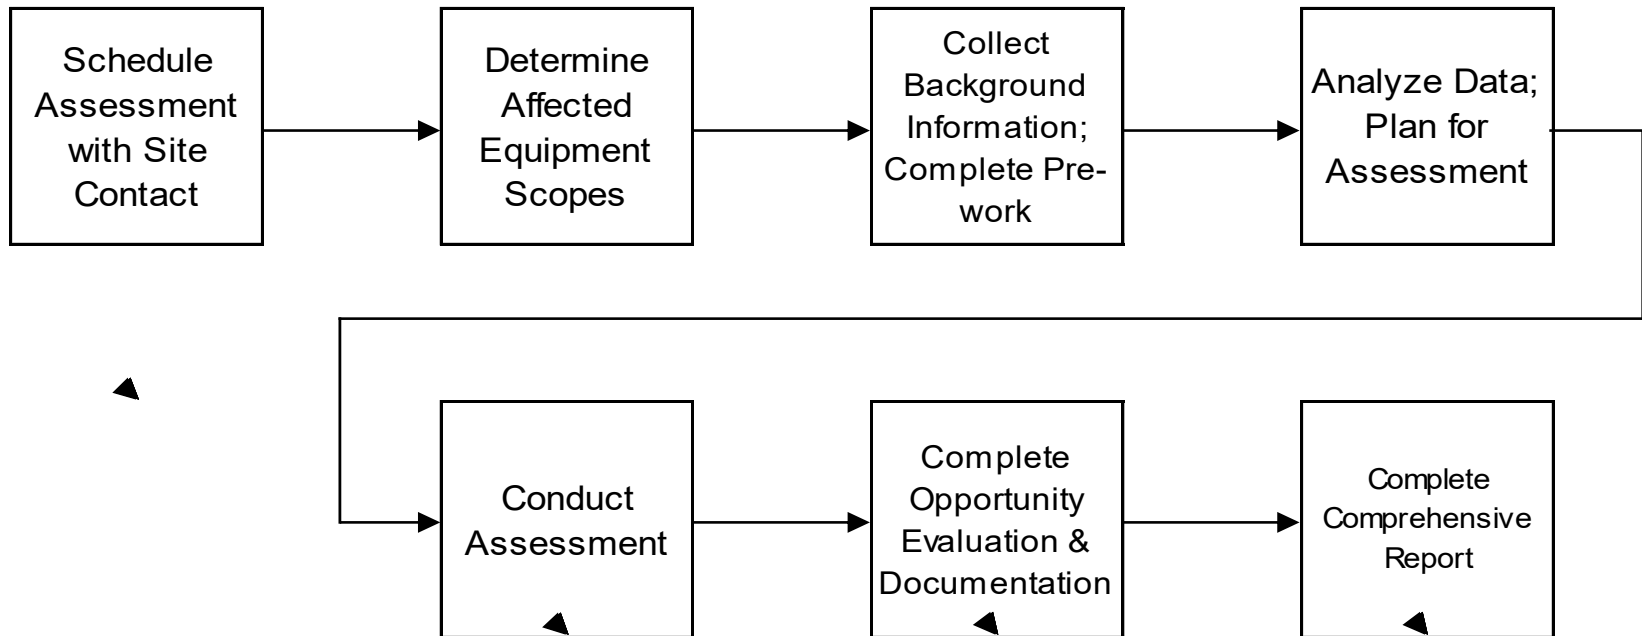 Schedule
Assessment
with Site
Contact
Determine
Affected
Equipment
Scopes
Collect
Background
Information;
Complete Pre-
work
Analyze Data;
Plan for
Assessment
Conduct
Assessment
Complete
Opportunity
Evaluation &
Documentation
Complete
Comprehensive
Report